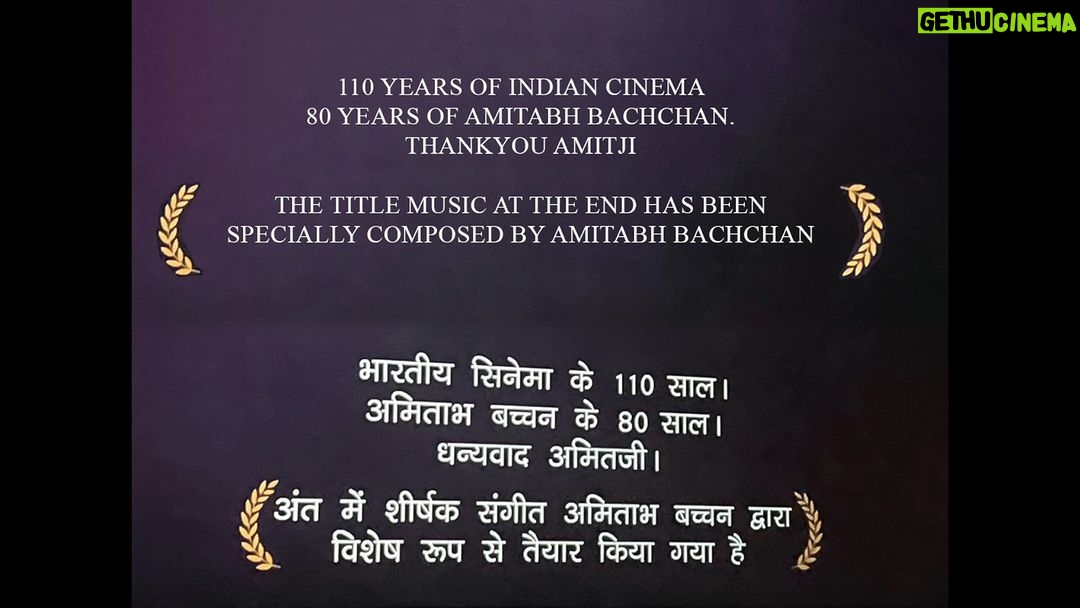 GETHUCINEMA
110 YEARS OF INDIAN CINEMA
80 YEARS OF AMITABH BACHCHAN.
THANKYOU AMITJI
THE TITLE MUSIC AT THE END HAS BEEN
SPECIALLY COMPOSED BY AMITABH BACHCHAN
भारतीय सिनेमा के 110 साल।
अमिताभ बच्चन के 80 साल।
धन्यवाद अमितजी।
अंत में शीर्षक संगीत अमिताभ बच्चन द्वारा
विशेष रूप से तैयार किया गया है